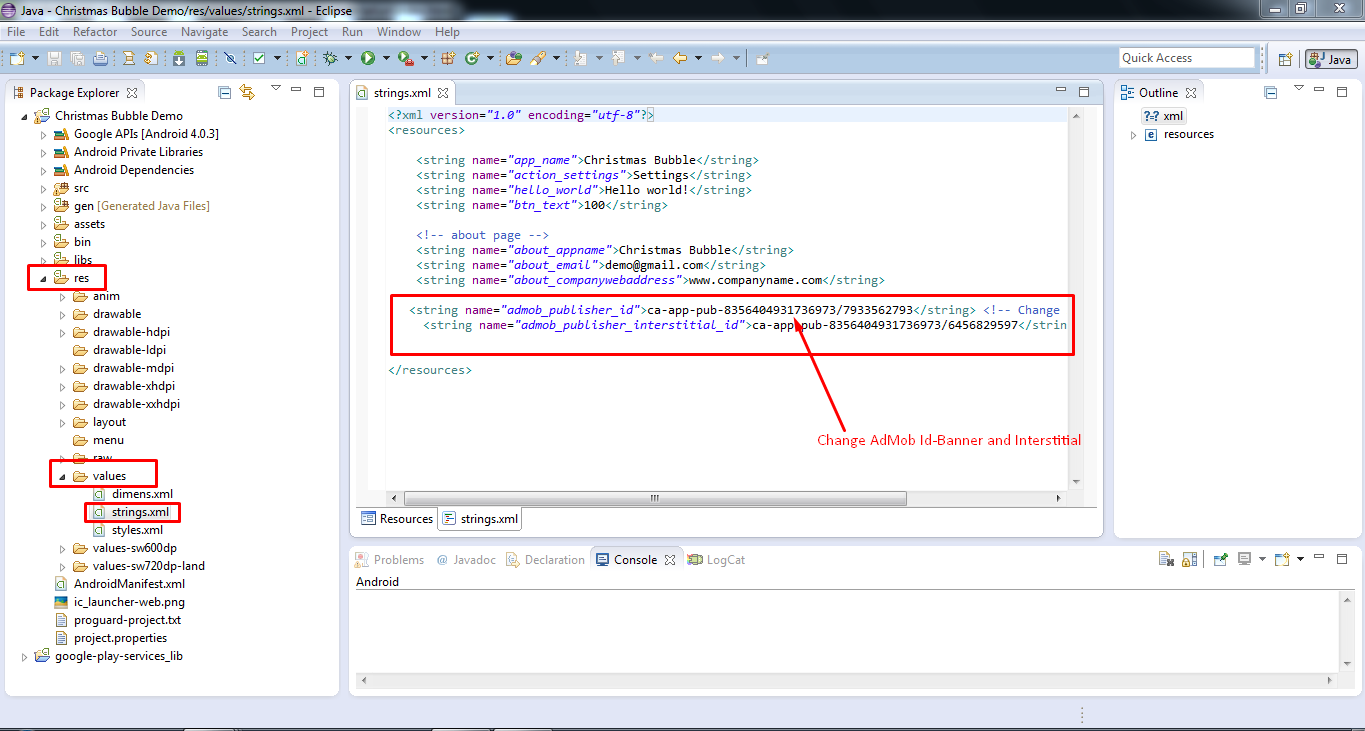 Java - Christmas Bubble Demo/res/values/strings.xml - Eclipse
File Edit Refactor Source Navigate Search Project Run Window Help
Quick Access
Java
Package Explorer
Christmas Bubble Demo
Google APIs [Android 4.0.3]
Android Private Libraries
Android Dependencies
src
gen [Generated Java Files]
assets
bin
libs
res
anim
drawable
drawable-hdpi
drawable-ldpi
drawable-mdpi
drawable-xhdpi
drawable-xxhdpi
layout
menu
raw
values
dimens.xml
strings.xml
styles.xml
values-sw600dp
values-sw720dp-land
AndroidManifest.xml
ic_launcher-web.png
proguard-project.txt
project.properties
google-play-services_lib
strings.xml
<?xml version="1.0" encoding="utf-8"?>
<resources>
<string name="app_name">Christmas Bubble</string>
<string name="action_settings">Settings</string>
<string name="hello_world">Hello world!</string>
<string name="btn_text">100</string>
<!-- about page -->
<string name="about_appname">Christmas Bubble</string>
<string name="about_email">demo@gmail.com</string>
<string name="about_companywebaddress">www.companyname.com</string>
<string name="admob_publisher_id">ca-app-pub-8356404931736973/7933562793</string> <!-- Change
<string name="admob_publisher_interstitial_id">ca-app-pub-8356404931736973/6456829597</strin
</resources>
Change AdMob Id-Banner and Interstitial
Resources strings.xml
Outline
?=? xml
e resources
Problems @ Javadoc Declaration Console LogCat
Android